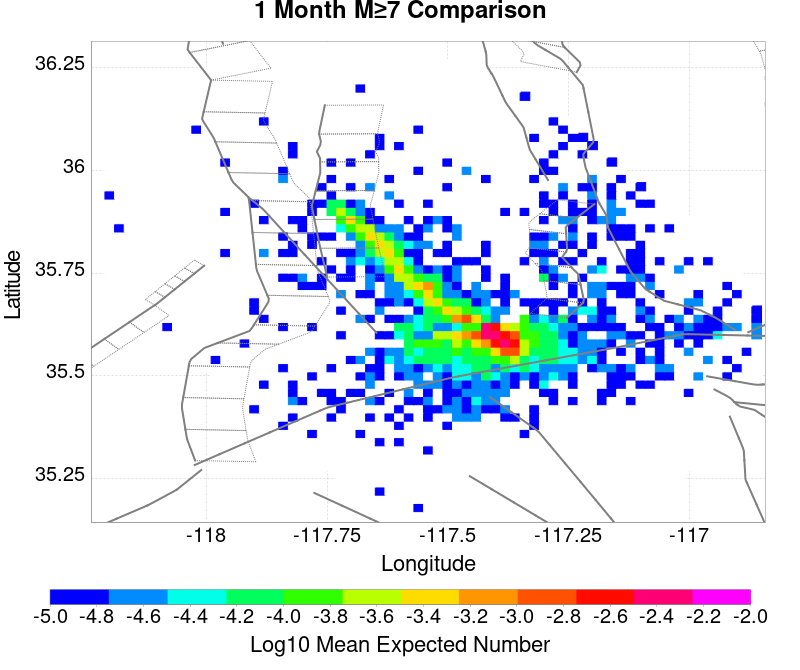 1 Month M≥7 Comparison
36.25
36
35.75
35.5
35.25
Latitude
-118 -117.75 -117.5 -117.25 -117
Longitude
-5.0 -4.8 -4.6 -4.4 -4.2 -4.0 -3.8 -3.6 -3.4 -3.2 -3.0 -2.8 -2.6 -2.4 -2.2 -2.0
Log10 Mean Expected Number